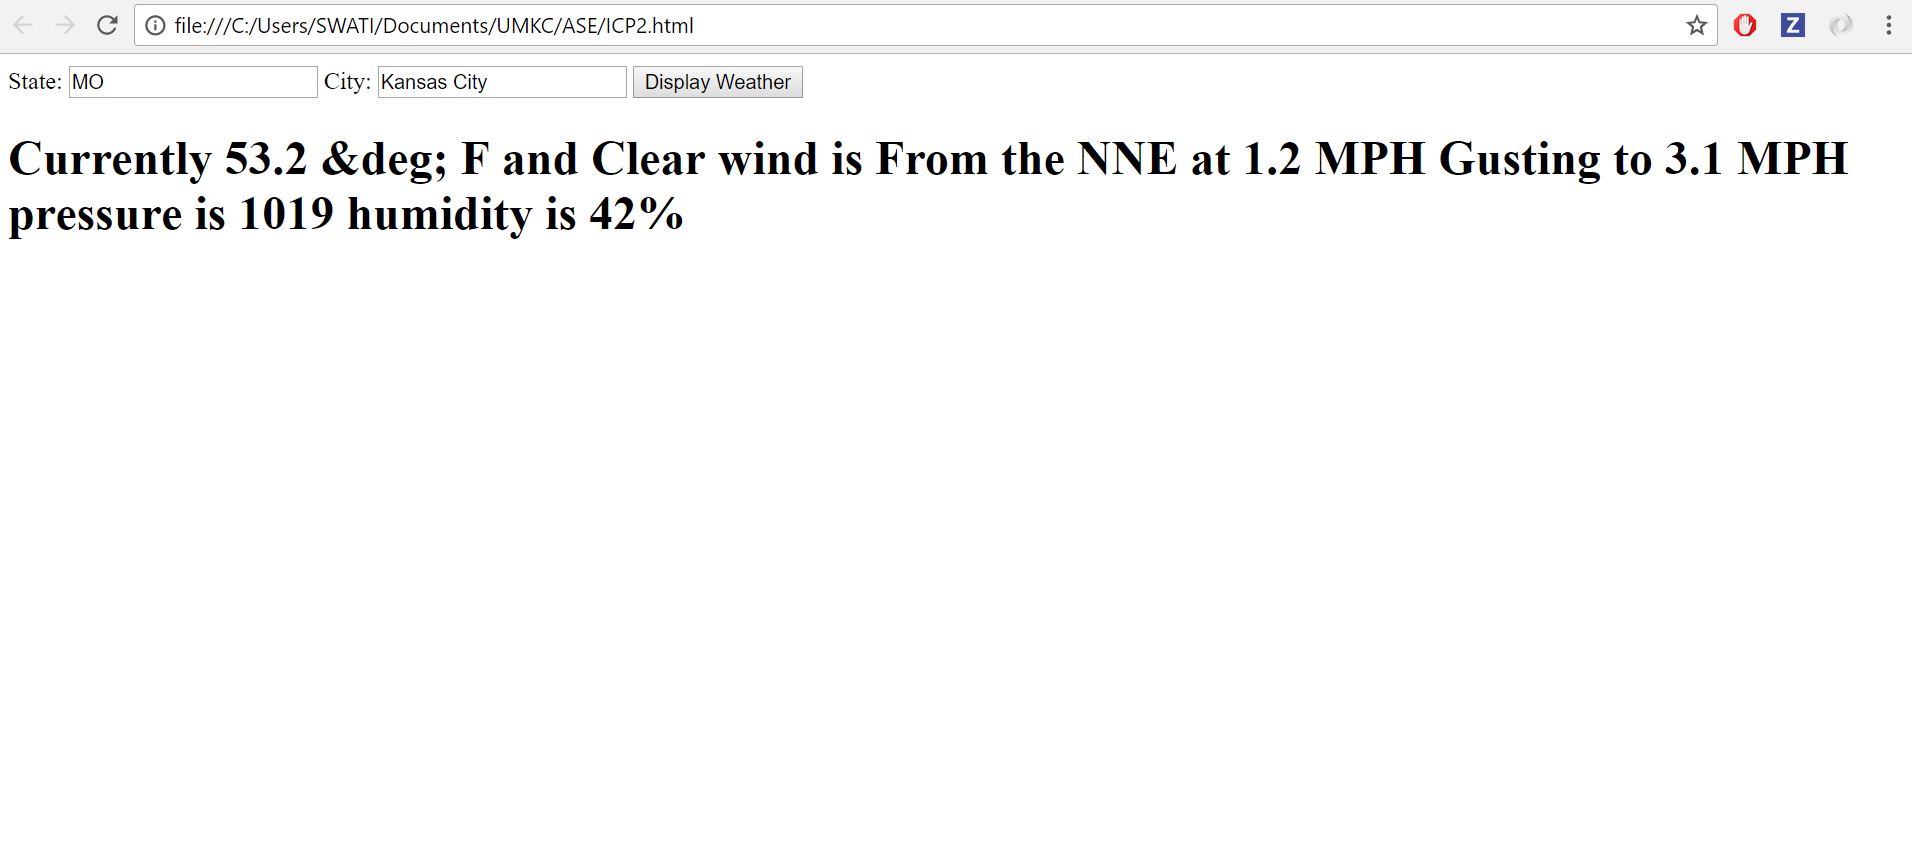 file:///C:/Users/SWATI/Documents/UMKC/ASE/ICP2.html
Z
State: MO City: Kansas City Display Weather
Currently 53.2 &deg; F and Clear wind is From the NNE at 1.2 MPH Gusting to 3.1 MPH
pressure is 1019 humidity is 42%